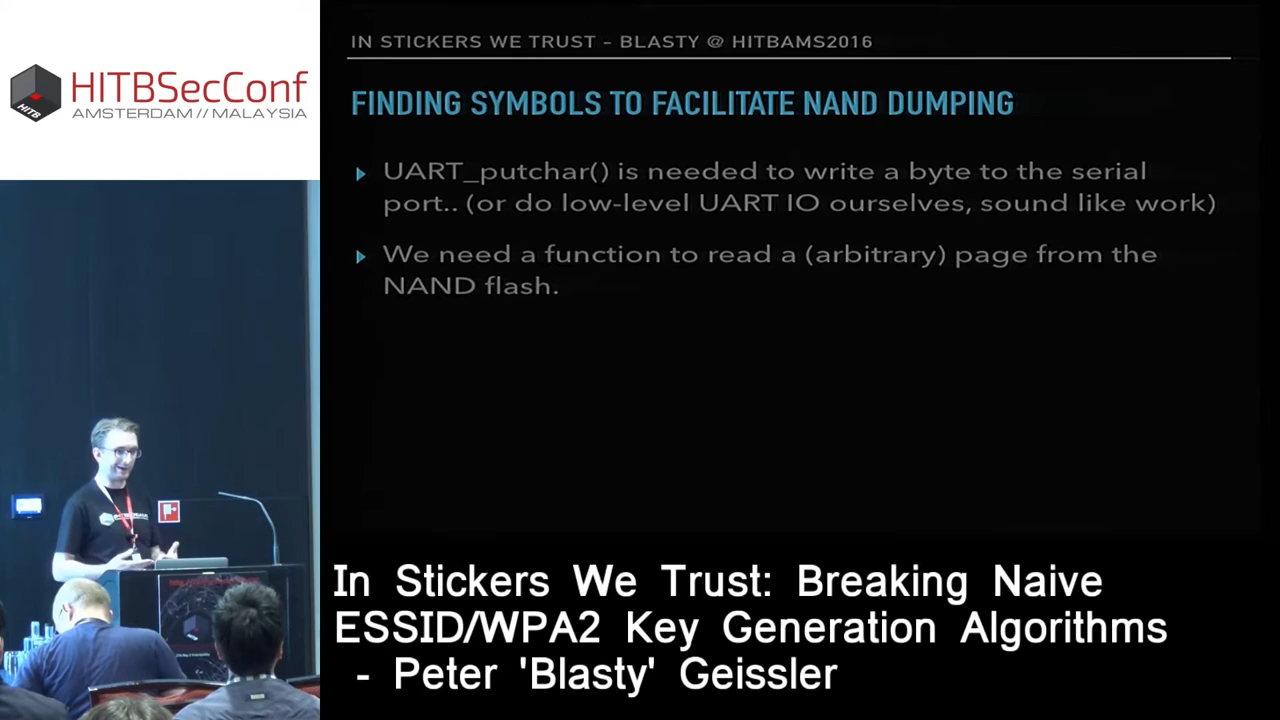 HITBSecConf
AMSTERDAM // MALAYSIA
HITB
IN STICKERS WE TRUST - BLASTY @ HITBAMS2016
FINDING SYMBOLS TO FACILITATE NAND DUMPING
UART_putchar() is needed to write a byte to the serial
port.. (or do low-level UART IO ourselves, sound like work)
We need a function to read a (arbitrary) page from the
NAND flash.
In Stickers We Trust: Breaking Naive
ESSID/WPA2 Key Generation Algorithms
- Peter 'Blasty' Geissler